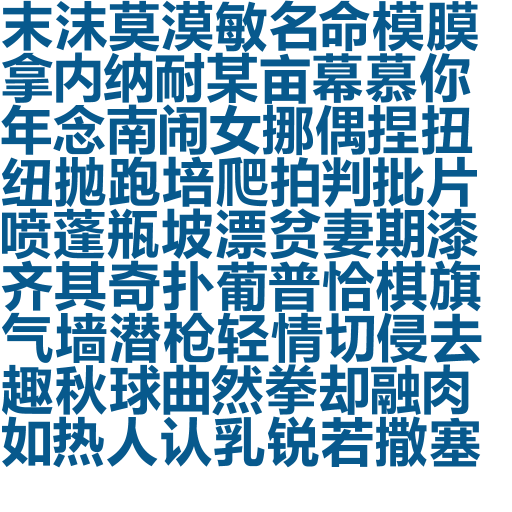 末沫莫漠敏名命模膜
拿内纳耐某亩幕慕你
年念南闹女挪偶捏扭
纽抛跑培爬拍判批片
喷蓬瓶坡漂贫妻期漆
齐其奇扑葡普恰棋旗
气墙潜枪轻情切侵去
趣秋球曲然拳却融肉
如热人认乳锐若撒塞